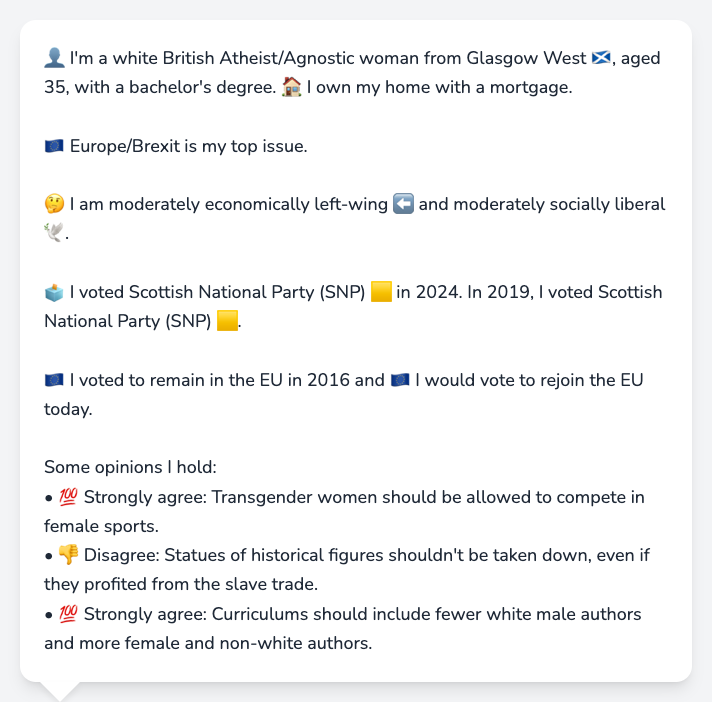 👤 I'm a white British Atheist/Agnostic woman from Glasgow West 🏴󠁧󠁢󠁳󠁣󠁴󠁿, aged
35, with a bachelor's degree. 🏠 I own my home with a mortgage.
🇪🇺 Europe/Brexit is my top issue.
🤔 I am moderately economically left-wing ⬅️ and moderately socially liberal
🕊️.
🗳️ I voted Scottish National Party (SNP) 🟨 in 2024. In 2019, I voted Scottish
National Party (SNP) 🟨.
🇪🇺 I voted to remain in the EU in 2016 and 🇪🇺 I would vote to rejoin the EU
today.
Some opinions I hold:
• 💯 Strongly agree: Transgender women should be allowed to compete in
female sports.
• 👎 Disagree: Statues of historical figures shouldn't be taken down, even if
they profited from the slave trade.
• 💯 Strongly agree: Curriculums should include fewer white male authors
and more female and non-white authors.